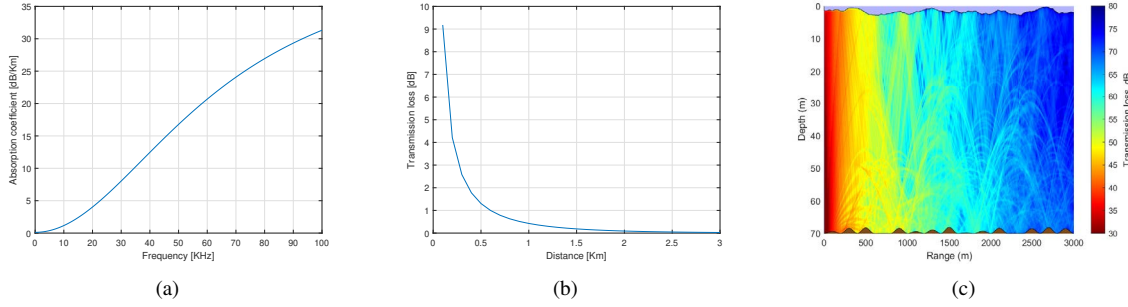 35
30
25
20
15
10
5
0
Absorption coefficient [dB/Km]
0 10 20 30 40 50 60 70 80 90 100
Frequency [KHz]
(a)
10
9
8
7
6
5
4
3
2
1
0
Transmission loss [dB]
0 0.5 1 1.5 2 2.5 3
Distance [Km]
(b)
0
10
20
30
40
50
60
70
Depth (m)
0 500 1000 1500 2000 2500 3000
Range (m)
80
75
70
65
60
55
50
45
40
35
30
Transmission loss, dB
(c)